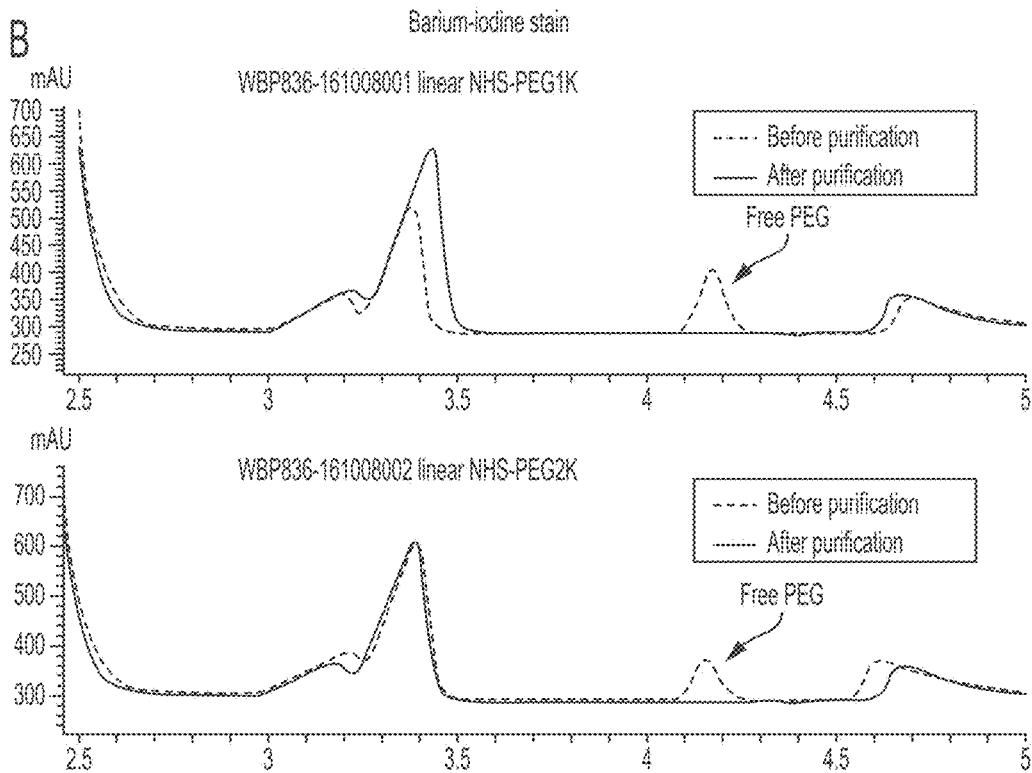 B
Barium-iodine stain
mAU
WBP836-161008001 linear NHS-PEG1K
700
650
600
550
500
450
400
350
300
250
Before purification
After purification
Free PEG
2.5 3 3.5 4 4.5 5
mAU
WBP836-161008002 linear NHS-PEG2K
700
600
500
400
300
Before purification
After purification
Free PEG
2.5 3 3.5 4 4.5 5